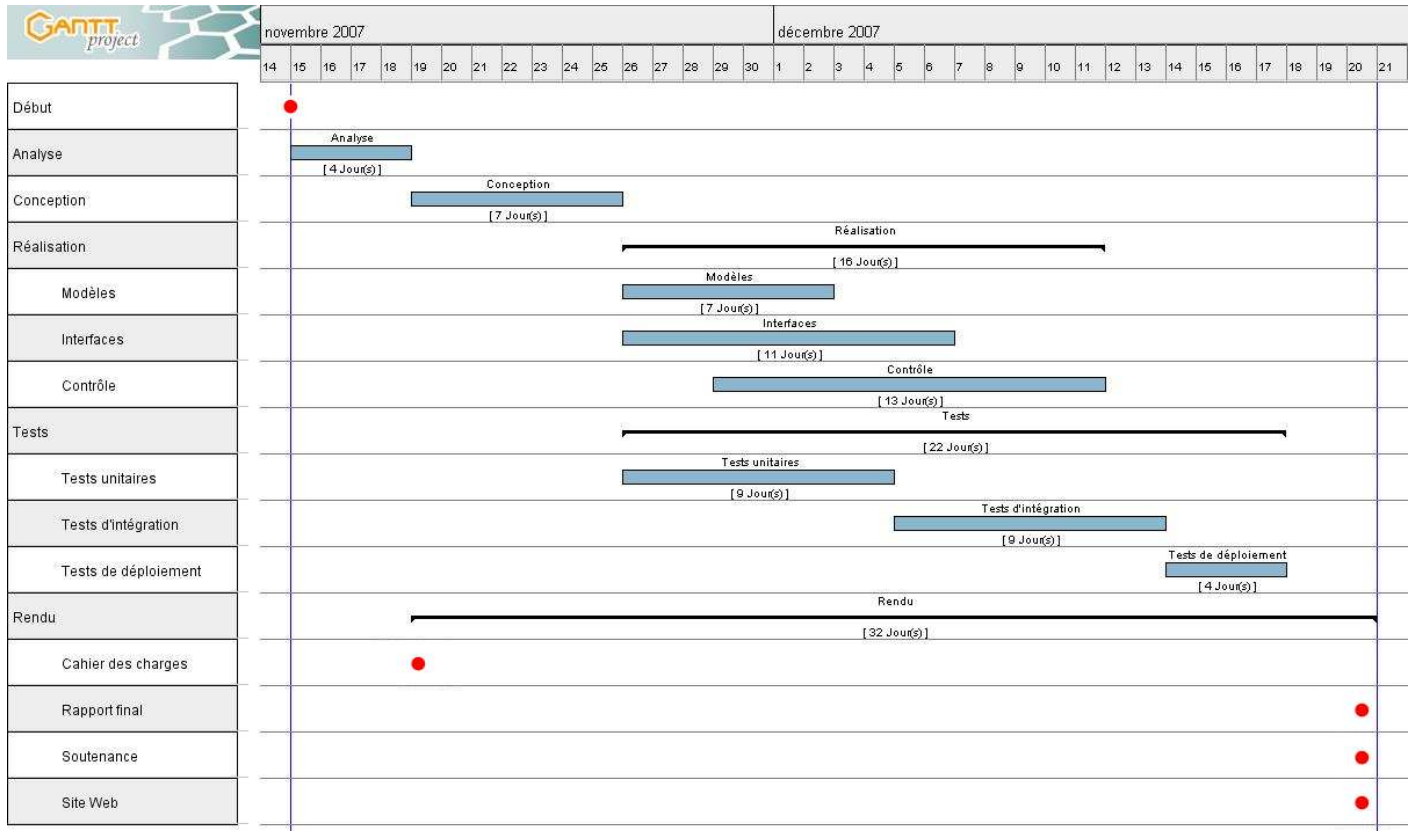 GANTT
project
novembre 2007
décembre 2007
14 15 16 17 18 19 20 21 22 23 24 25 26 27 28 29 30 1 2 3 4 5 6 7 8 9 10 11 12 13 14 15 16 17 18 19 20 21
Début
Analyse
Analyse
[ 4 Jour(s) ]
Conception
Conception
[ 7 Jour(s) ]
Réalisation
Réalisation
[ 16 Jour(s) ]
Modèles
Modèles
[ 7 Jour(s) ]
Interfaces
Interfaces
[ 11 Jour(s) ]
Contrôle
Contrôle
[ 13 Jour(s) ]
Tests
Tests
[ 22 Jour(s) ]
Tests unitaires
Tests unitaires
[ 9 Jour(s) ]
Tests d'intégration
Tests d'intégration
[ 9 Jour(s) ]
Tests de déploiement
Tests de déploiement
[ 4 Jour(s) ]
Rendu
Rendu
[ 32 Jour(s) ]
Cahier des charges
Rapport final
Soutenance
Site Web